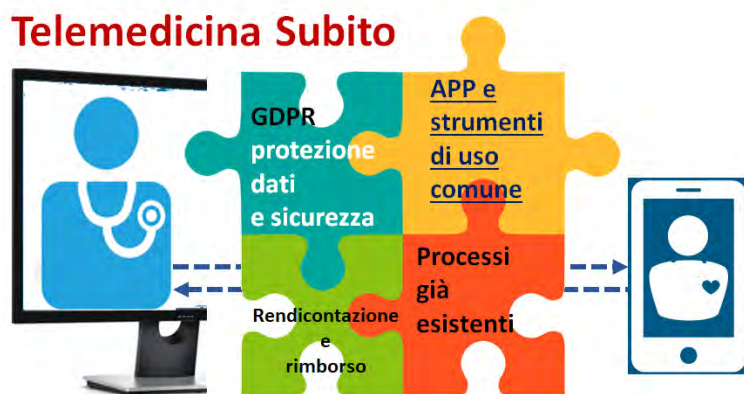 Telemedicina Subito
GDPR
protezione
dati
e sicurezza
APP e
strumenti
di uso
comune
Rendicontazione
e
rimborso
Processi
già
esistenti